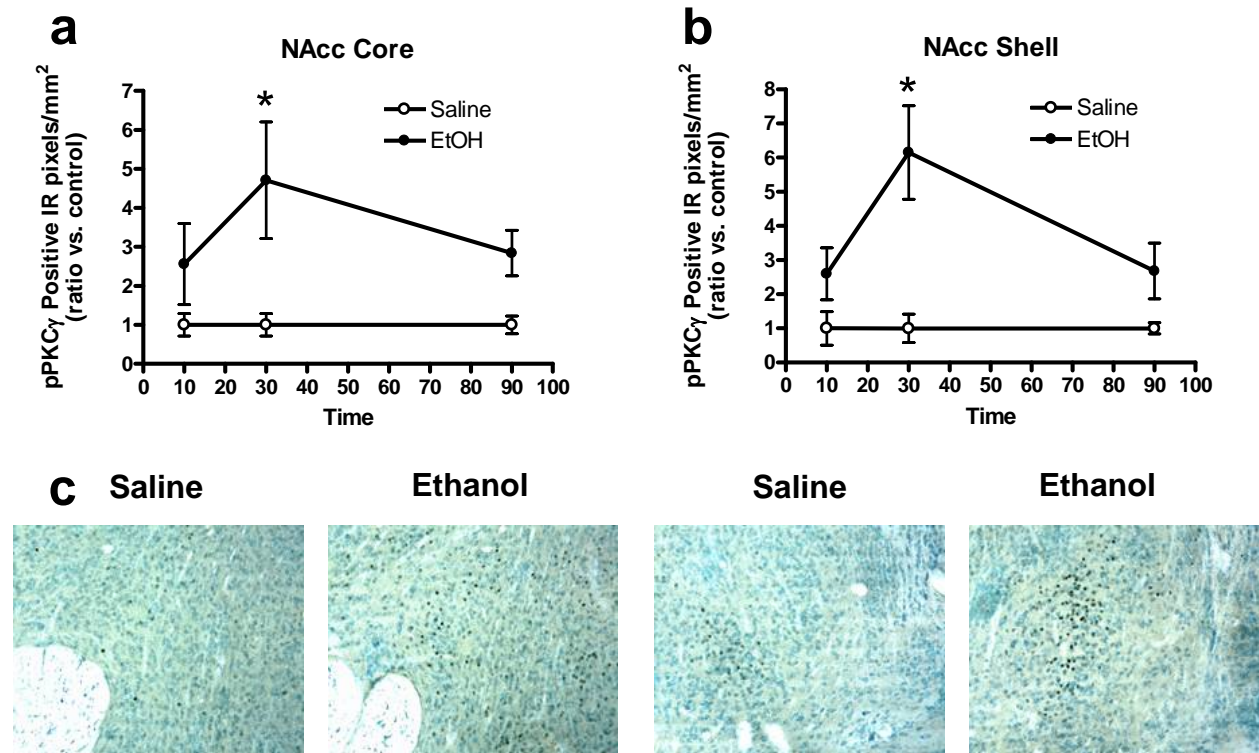 a
NAcc Core
pPKCγ Positive IR pixels/mm²
(ratio vs. control)
7
6
5
4
3
2
1
0
*
Saline
EtOH
0 10 20 30 40 50 60 70 80 90 100
Time
b
NAcc Shell
pPKCγ Positive IR pixels/mm²
(ratio vs. control)
8
7
6
5
4
3
2
1
0
*
Saline
EtOH
0 10 20 30 40 50 60 70 80 90 100
Time
c Saline Ethanol Saline Ethanol